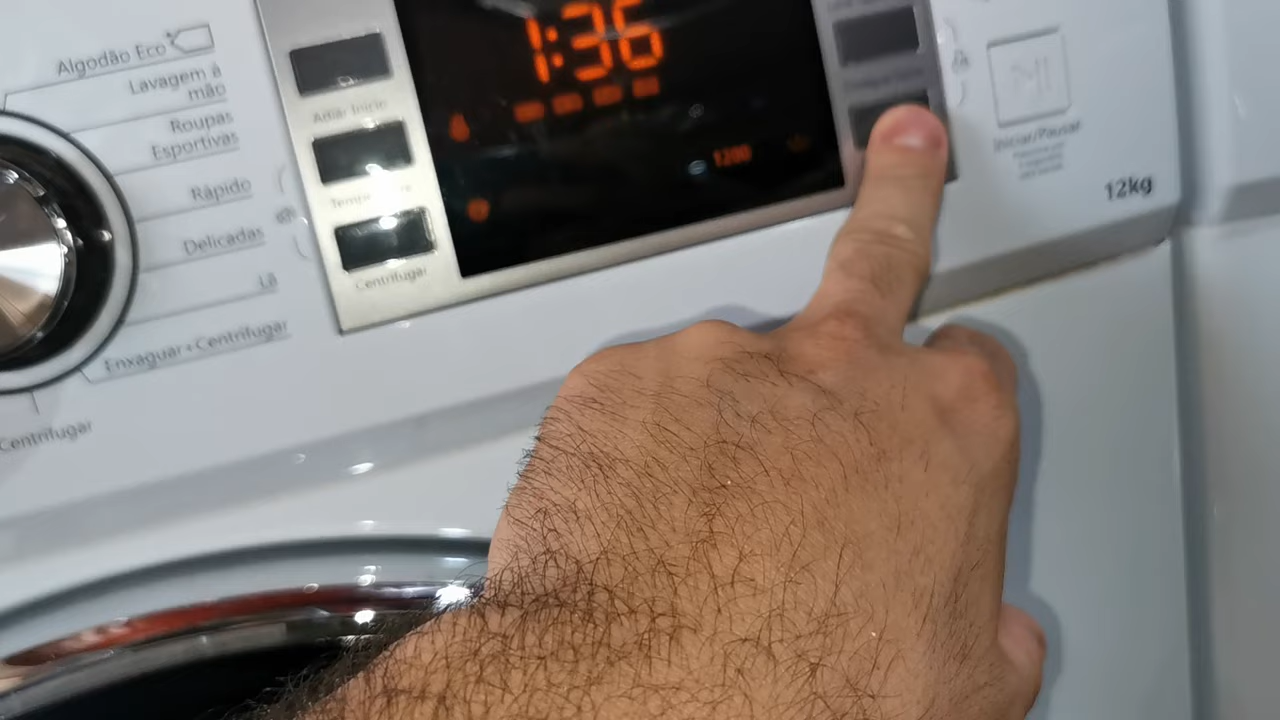 Algodão Eco
Lavagem à
mão
Roupas
Esportivas
Rápido
Delicadas
Lã
Enxaguar+Centrifugar
Centrifugar
Adiar Início
Centrifugar
1:36
1200
Iniciar/Pausar
12kg